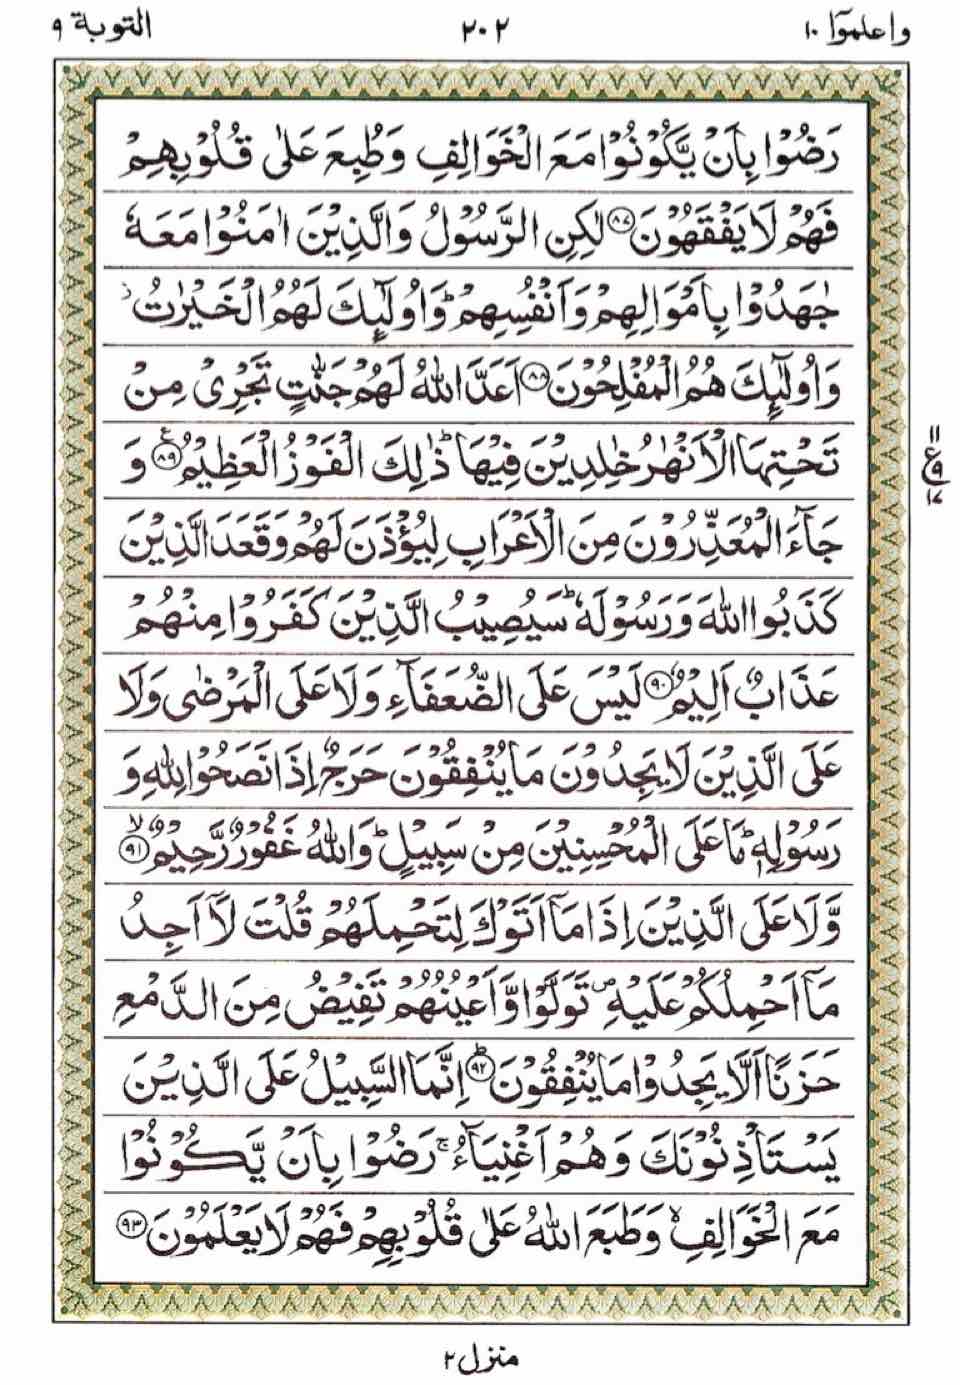 واعلموٓا ١٠
٢٠٢
التوبة ٩
رَضُوْا بِاَنْ يَّكُوْنُوْا مَعَ الْخَوَالِفِ وَطُبِعَ عَلٰى قُلُوْبِهِمْ
فَهُمْ لَا يَفْقَهُوْنَ ﴿٨٧﴾ لٰكِنِ الرَّسُوْلُ وَالَّذِيْنَ اٰمَنُوْا مَعَهٗ
جٰهَدُوْا بِاَمْوَالِهِمْ وَاَنْفُسِهِمْ ؕ وَاُولٰٓئِكَ لَهُمُ الْخَيْرٰتُ ؗ
وَاُولٰٓئِكَ هُمُ الْمُفْلِحُوْنَ ﴿٨٨﴾ اَعَدَّ اللّٰهُ لَهُمْ جَنّٰتٍ تَجْرِىْ مِنْ
تَحْتِهَا الْاَنْهٰرُ خٰلِدِيْنَ فِيْهَا ؕ ذٰلِكَ الْفَوْزُ الْعَظِيْمُ ﴿٨٩﴾ ع وَ
١١
ع ٩
١٧
جَآءَ الْمُعَذِّرُوْنَ مِنَ الْاَعْرَابِ لِيُؤْذَنَ لَهُمْ وَقَعَدَ الَّذِيْنَ
كَذَبُوا اللّٰهَ وَرَسُوْلَهٗ ؕ سَيُصِيْبُ الَّذِيْنَ كَفَرُوْا مِنْهُمْ
عَذَابٌ اَلِيْمٌ ﴿٩٠﴾ لَيْسَ عَلَى الضُّعَفَآءِ وَلَا عَلَى الْمَرْضٰى وَلَا
عَلَى الَّذِيْنَ لَا يَجِدُوْنَ مَا يُنْفِقُوْنَ حَرَجٌ اِذَا نَصَحُوْا لِلّٰهِ وَ
رَسُوْلِهٖ ؕ مَا عَلَى الْمُحْسِنِيْنَ مِنْ سَبِيْلٍ ؕ وَاللّٰهُ غَفُوْرٌ رَّحِيْمٌ ۙ﴿٩١﴾
وَّلَا عَلَى الَّذِيْنَ اِذَا مَآ اَتَوْكَ لِتَحْمِلَهُمْ قُلْتَ لَآ اَجِدُ
مَآ اَحْمِلُكُمْ عَلَيْهِ ۪ تَوَلَّوْا وَّاَعْيُنُهُمْ تَفِيْضُ مِنَ الدَّمْعِ
حَزَنًا اَلَّا يَجِدُوْا مَا يُنْفِقُوْنَ ؕ﴿٩٢﴾ اِنَّمَا السَّبِيْلُ عَلَى الَّذِيْنَ
يَسْتَاْذِنُوْنَكَ وَهُمْ اَغْنِيَآءُ ۚ رَضُوْا بِاَنْ يَّكُوْنُوْا
مَعَ الْخَوَالِفِ ۙ وَطَبَعَ اللّٰهُ عَلٰى قُلُوْبِهِمْ فَهُمْ لَا يَعْلَمُوْنَ ﴿٩٣﴾
منزل ٢